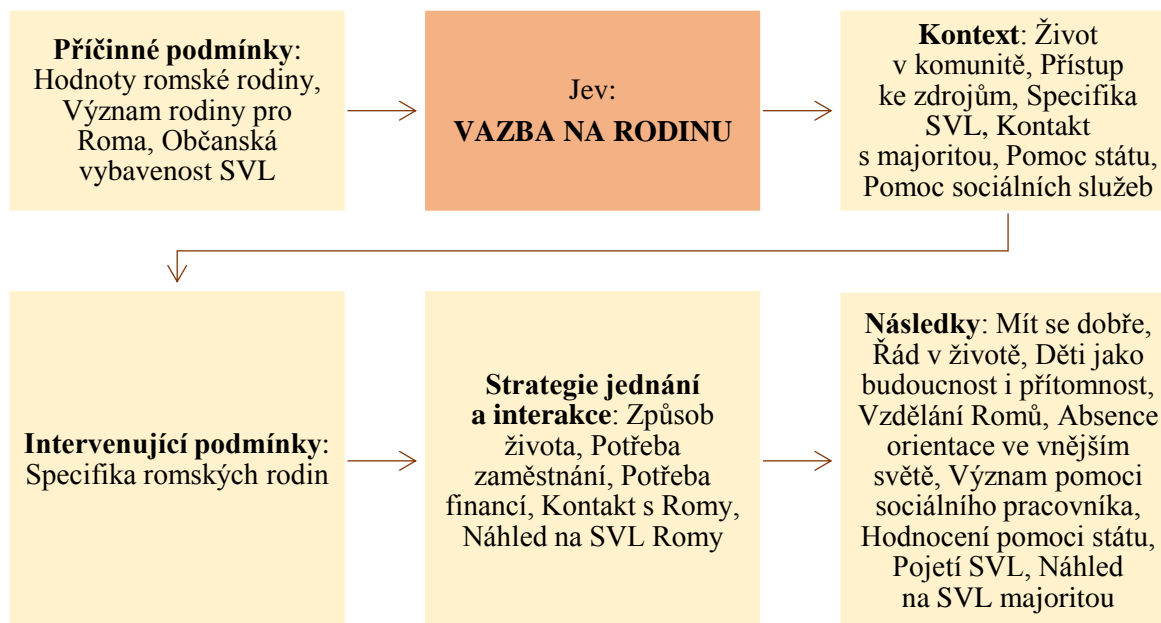 Příčinné podmínky:
Hodnoty romské rodiny,
Význam rodiny pro
Roma, Občanská
vybavenost SVL
Jev:
VAZBA NA RODINU
Kontext: Život
v komunitě, Přístup
ke zdrojům, Specifika
SVL, Kontakt
s majoritou, Pomoc státu,
Pomoc sociálních služeb
Intervenující podmínky:
Specifika romských rodin
Strategie jednání
a interakce: Způsob
života, Potřeba
zaměstnání, Potřeba
financí, Kontakt s Romy,
Náhled na SVL Romy
Následky: Mít se dobře,
Řád v životě, Děti jako
budoucnost i přítomnost,
Vzdělání Romů, Absence
orientace ve vnějším
světě, Význam pomoci
sociálního pracovníka,
Hodnocení pomoci státu,
Pojetí SVL, Náhled
na SVL majoritou